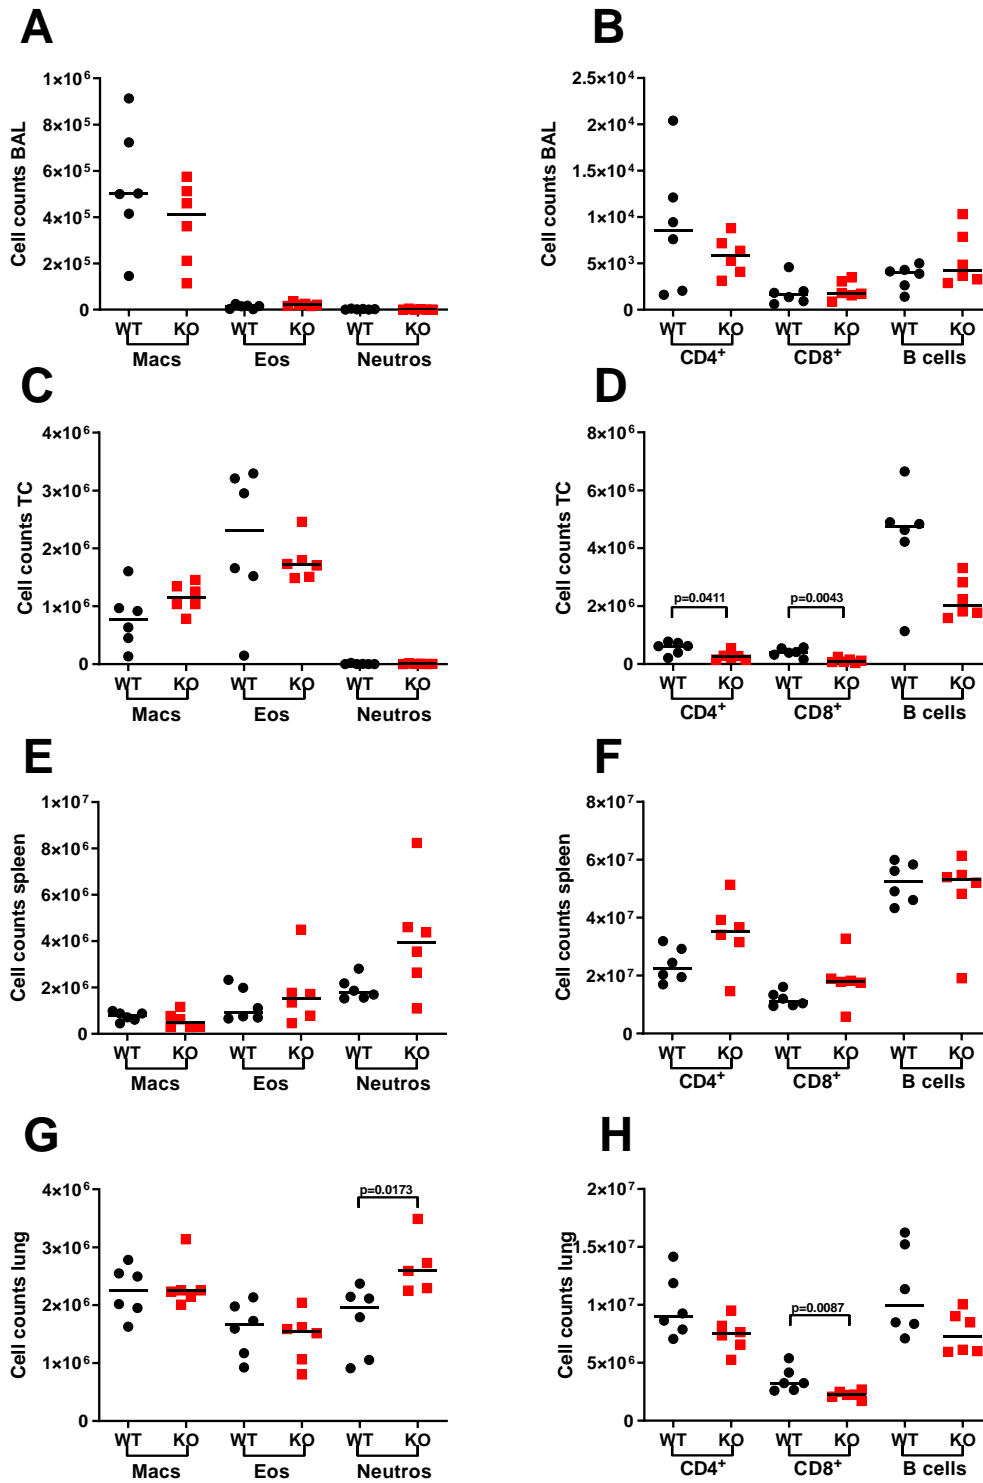 A
Cell counts BAL
1×10⁶
8×10⁵
6×10⁵
4×10⁵
2×10⁵
0
WT KO WT KO WT KO
Macs Eos Neutros
B
Cell counts BAL
2.5×10⁴
2×10⁴
1.5×10⁴
1×10⁴
5×10³
0
WT KO WT KO WT KO
CD4⁺ CD8⁺ B cells
C
Cell counts TC
4×10⁶
3×10⁶
2×10⁶
1×10⁶
0
WT KO WT KO WT KO
Macs Eos Neutros
D
Cell counts TC
8×10⁶
6×10⁶
4×10⁶
2×10⁶
0
p=0.0411 p=0.0043
WT KO WT KO WT KO
CD4⁺ CD8⁺ B cells
E
Cell counts spleen
1×10⁷
8×10⁶
6×10⁶
4×10⁶
2×10⁶
0
WT KO WT KO WT KO
Macs Eos Neutros
F
Cell counts spleen
8×10⁷
6×10⁷
4×10⁷
2×10⁷
0
WT KO WT KO WT KO
CD4⁺ CD8⁺ B cells
G
Cell counts lung
4×10⁶
3×10⁶
2×10⁶
1×10⁶
0
p=0.0173
WT KO WT KO WT KO
Macs Eos Neutros
H
Cell counts lung
2×10⁷
1.5×10⁷
1×10⁷
5×10⁶
0
p=0.0087
WT KO WT KO WT KO
CD4⁺ CD8⁺ B cells